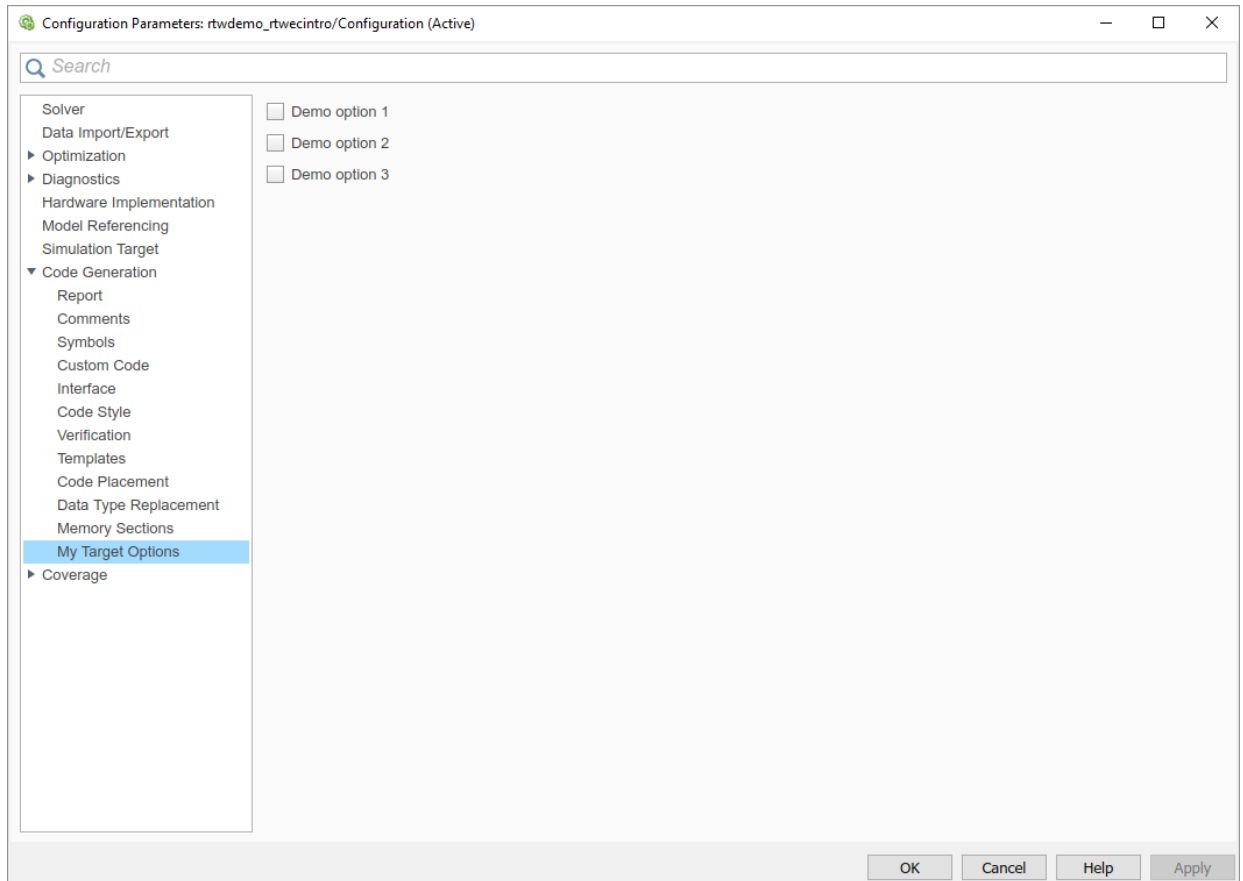 Configuration Parameters: rtwdemo_rtwecintro/Configuration (Active)
Search
Solver
Data Import/Export
Optimization
Diagnostics
Hardware Implementation
Model Referencing
Simulation Target
Code Generation
Report
Comments
Symbols
Custom Code
Interface
Code Style
Verification
Templates
Code Placement
Data Type Replacement
Memory Sections
My Target Options
Coverage
Demo option 1
Demo option 2
Demo option 3
OK Cancel Help Apply